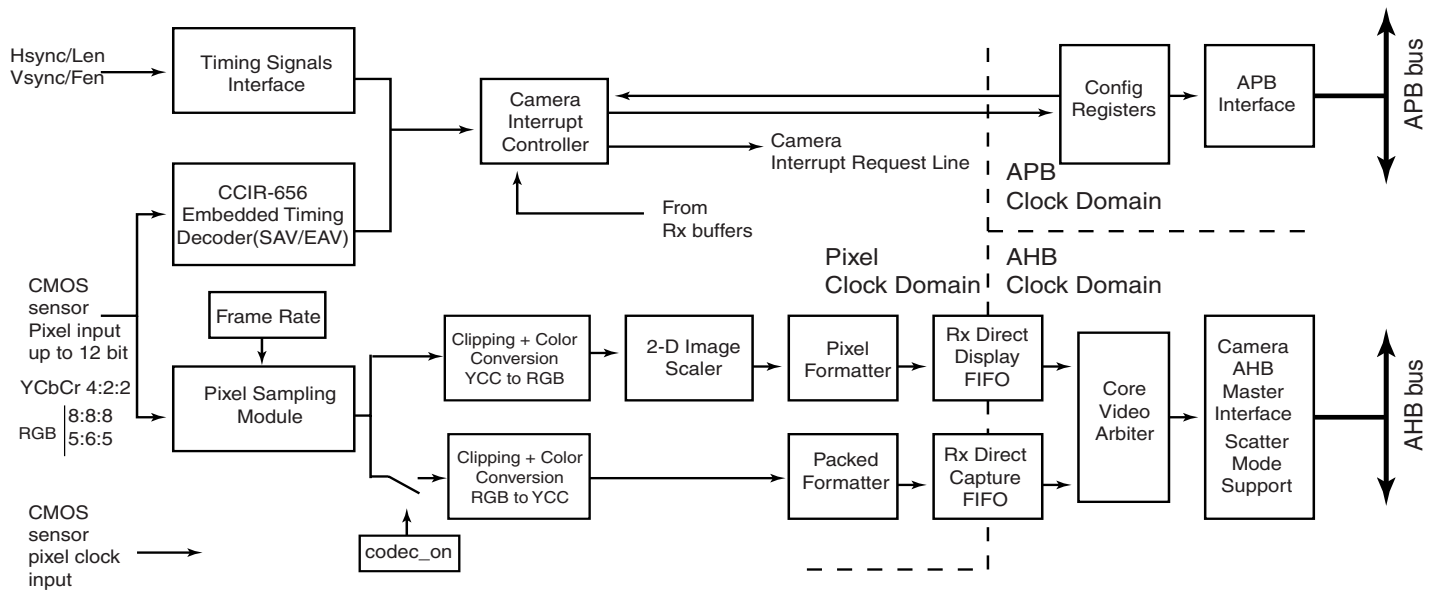 Hsync/Len
Vsync/Fen
Timing Signals
Interface
Camera
Interrupt
Controller
Config
Registers
APB
Interface
APB bus
Camera
Interrupt Request Line
APB
Clock Domain
CCIR-656
Embedded Timing
Decoder(SAV/EAV)
From
Rx buffers
Pixel
Clock Domain
AHB
Clock Domain
CMOS
sensor
Pixel input
up to 12 bit
YCbCr 4:2:2
RGB
8:8:8
5:6:5
Frame Rate
Pixel Sampling
Module
Clipping + Color
Conversion
YCC to RGB
2-D Image
Scaler
Pixel
Formatter
Rx Direct
Display
FIFO
Core
Video
Arbiter
Camera
AHB
Master
Interface
Scatter
Mode
Support
AHB bus
Clipping + Color
Conversion
RGB to YCC
Packed
Formatter
Rx Direct
Capture
FIFO
codec_on
CMOS
sensor
pixel clock
input